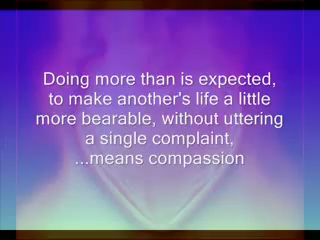 Doing more than is expected,
to make another's life a little
more bearable, without uttering
a single complaint,
...means compassion